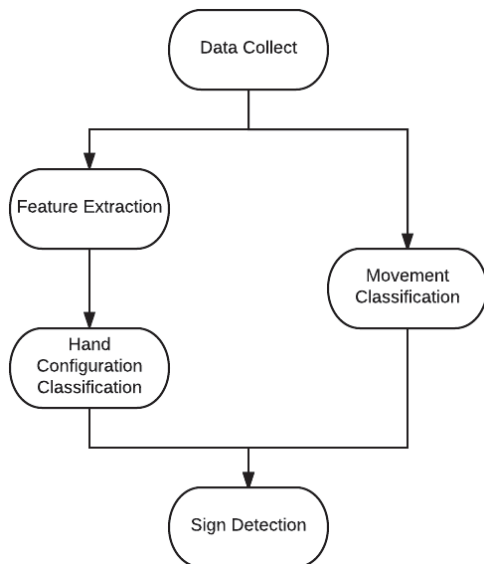 Data Collect
Feature Extraction
Movement
Classification
Hand
Configuration
Classification
Sign Detection